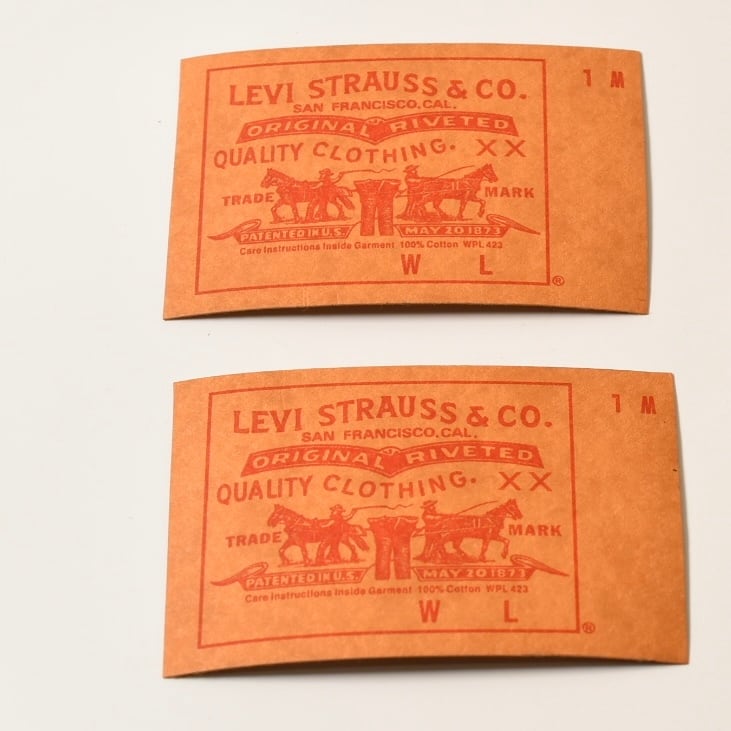 LEVI STRAUSS & CO.
SAN FRANCISCO, CAL.
ORIGINAL RIVETED
QUALITY CLOTHING. XX
TRADE MARK
PATENTED IN U.S. MAY 20 1873
Care Instructions Inside Garment 100% Cotton WPL 423
W L
®
L W
LEVI STRAUSS & CO.
SAN FRANCISCO, CAL.
ORIGINAL RIVETED
QUALITY CLOTHING. XX
TRADE MARK
PATENTED IN U.S. MAY 20 1873
Care Instructions Inside Garment 100% Cotton WPL 423
W L
®
L W